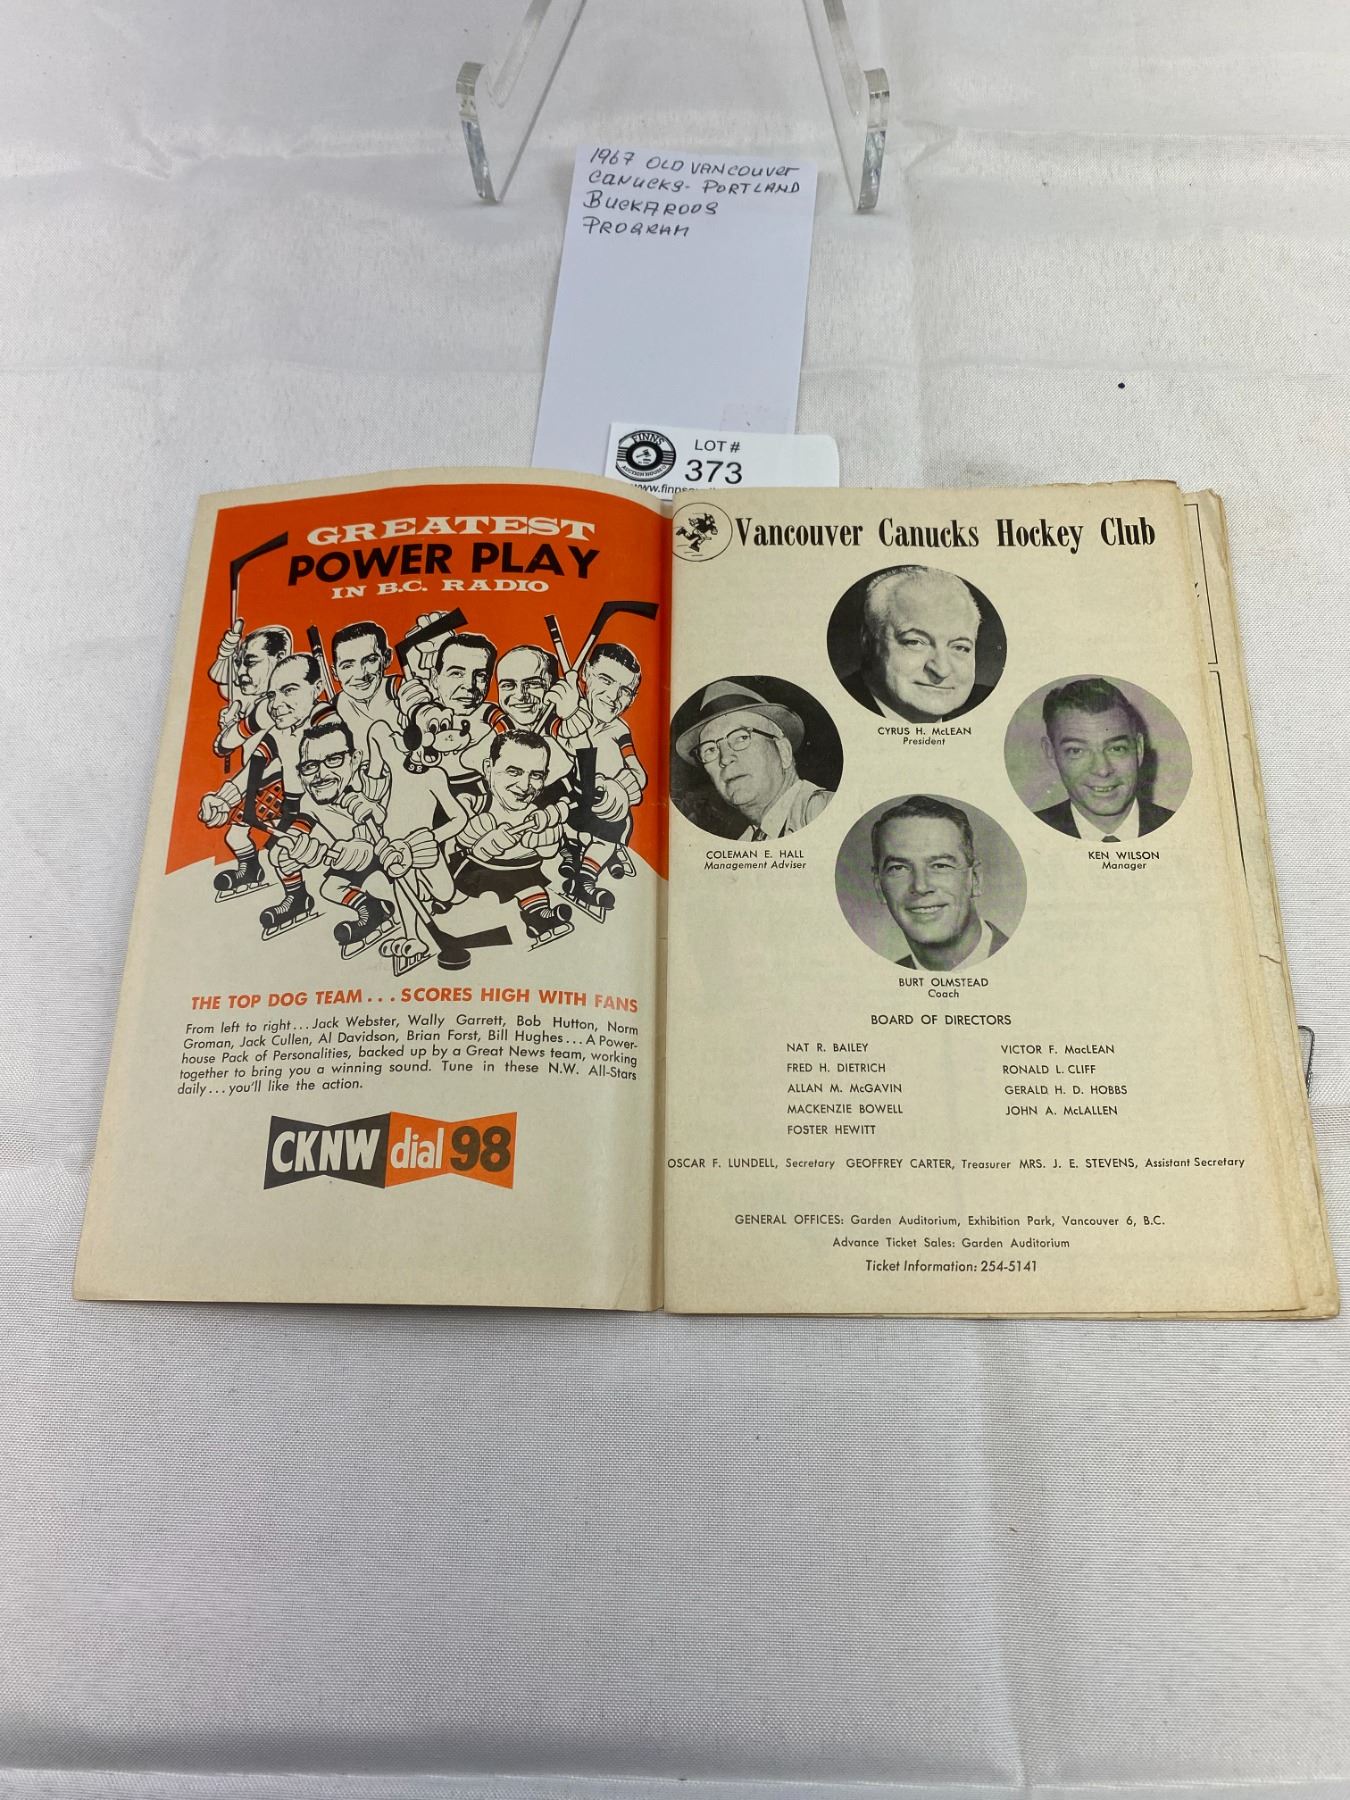 1967 OLD VANCOUVER
CANUCKS- PORTLAND
BUCKAROOS
PROGRAM
FINNS
AUCTION HOUSE
LOT #
373
GREATEST
POWER PLAY
IN B.C. RADIO
THE TOP DOG TEAM . . . SCORES HIGH WITH FANS
From left to right . . . Jack Webster, Wally Garrett, Bob Hutton, Norm
Groman, Jack Cullen, Al Davidson, Brian Forst, Bill Hughes . . . A Power-
house Pack of Personalities, backed up by a Great News team, working
together to bring you a winning sound. Tune in these N.W. All-Stars
daily . . . you'll like the action.
CKNW dial 98
Vancouver Canucks Hockey Club
CYRUS H. McLEAN
President
COLEMAN E. HALL
Management Adviser
KEN WILSON
Manager
BURT OLMSTEAD
Coach
BOARD OF DIRECTORS
NAT R. BAILEY
FRED H. DIETRICH
ALLAN M. McGAVIN
MACKENZIE BOWELL
FOSTER HEWITT
VICTOR F. MacLEAN
RONALD L. CLIFF
GERALD H. D. HOBBS
JOHN A. McLALLEN
OSCAR F. LUNDELL, Secretary GEOFFREY CARTER, Treasurer MRS. J. E. STEVENS, Assistant Secretary
GENERAL OFFICES: Garden Auditorium, Exhibition Park, Vancouver 6, B.C.
Advance Ticket Sales: Garden Auditorium
Ticket Information: 254-5141